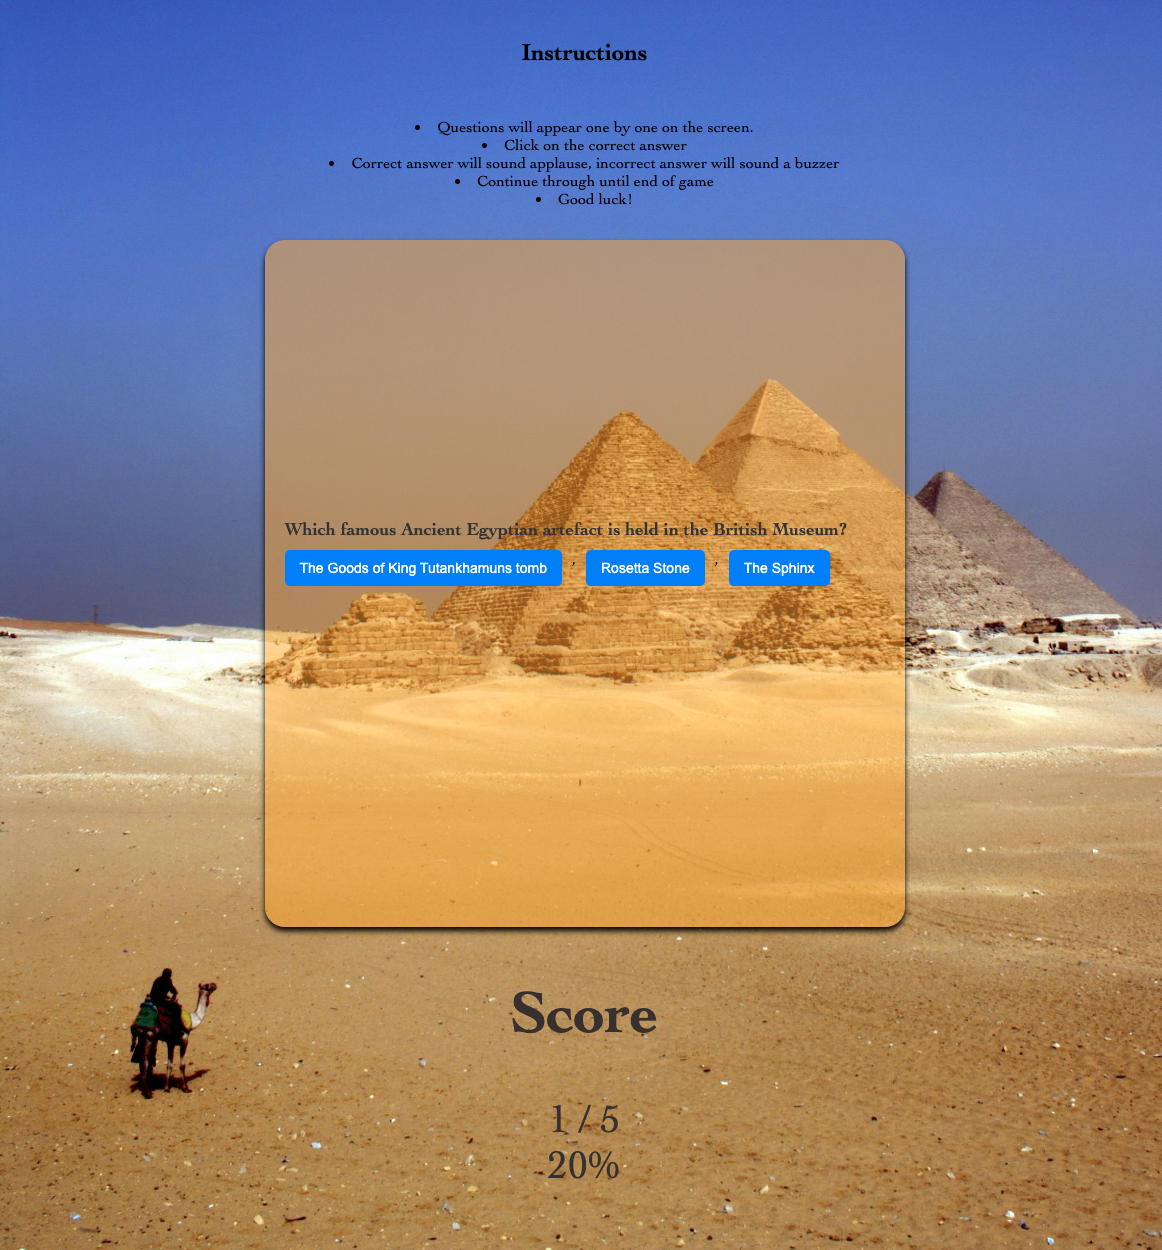 Instructions
• Questions will appear one by one on the screen.
• Click on the correct answer
• Correct answer will sound applause, incorrect answer will sound a buzzer
• Continue through until end of game
• Good luck!
Which famous Ancient Egyptian artefact is held in the British Museum?
The Goods of King Tutankhamuns tomb , Rosetta Stone , The Sphinx
Score
1 / 5
20%